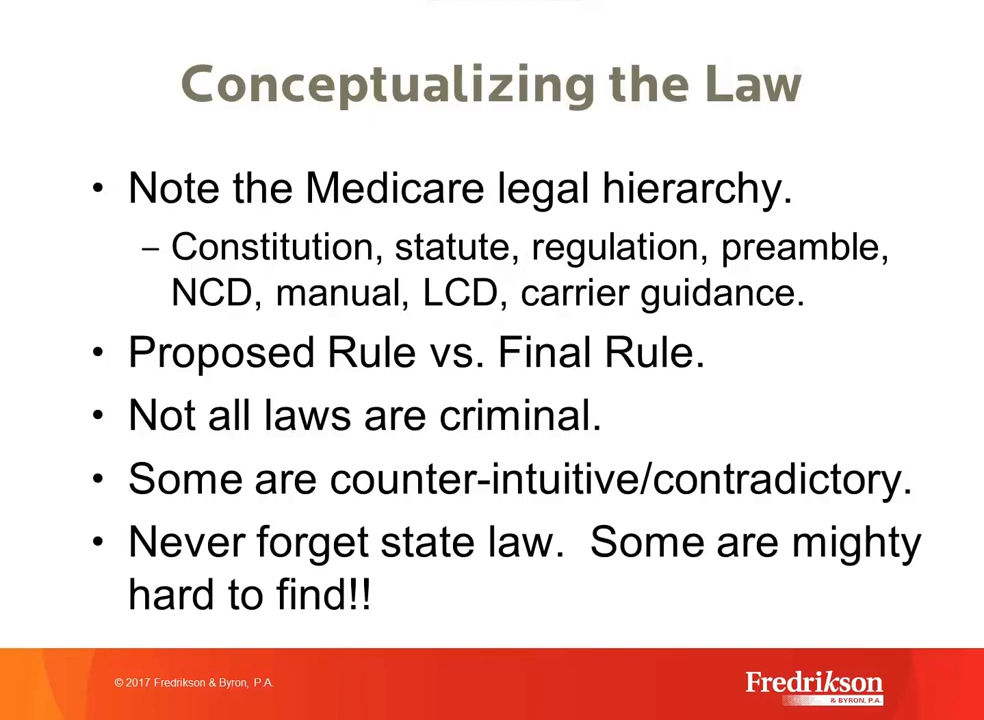 Conceptualizing the Law
• Note the Medicare legal hierarchy.
– Constitution, statute, regulation, preamble,
NCD, manual, LCD, carrier guidance.
• Proposed Rule vs. Final Rule.
• Not all laws are criminal.
• Some are counter-intuitive/contradictory.
• Never forget state law.  Some are mighty
hard to find!!
© 2017 Fredrikson & Byron, P.A.
Fredrikson
& BYRON, P.A.